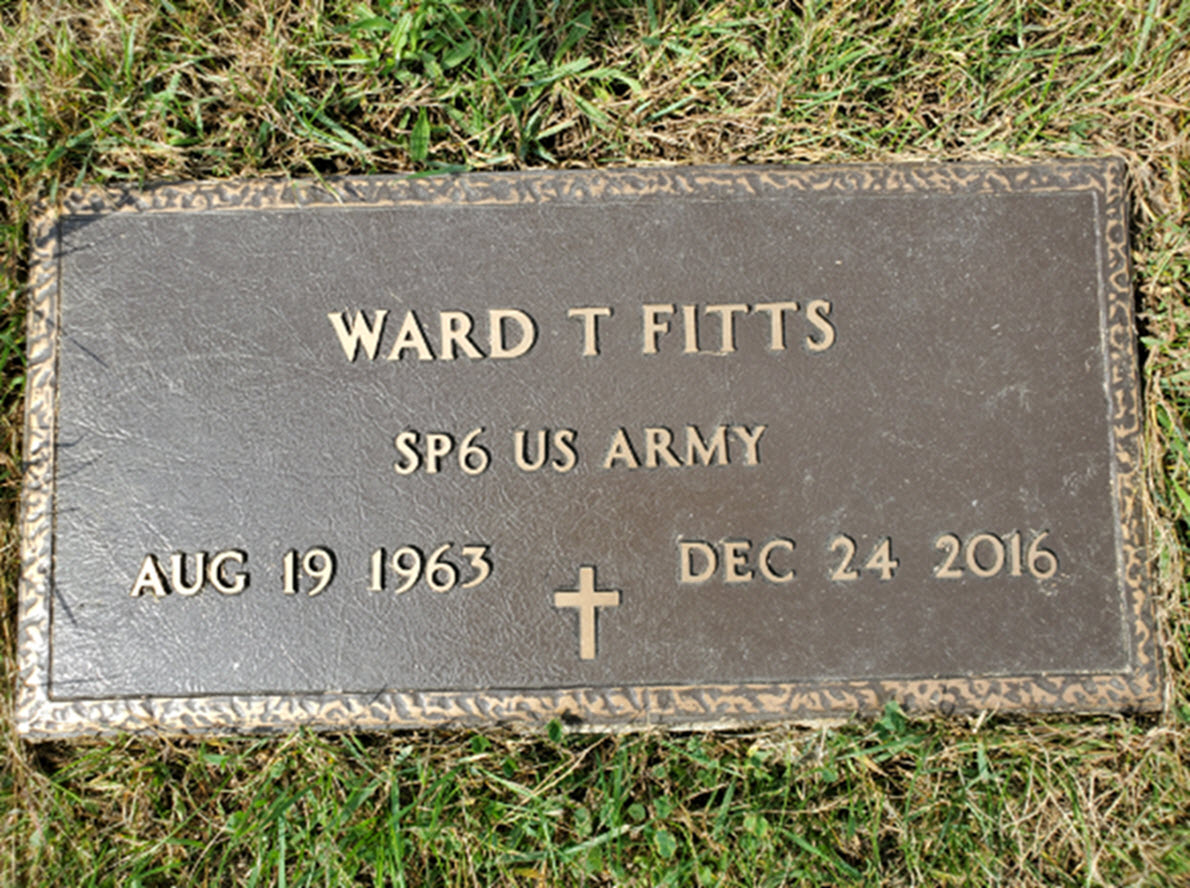 WARD T FITTS
SP6 US ARMY
AUG 19 1963 DEC 24 2016